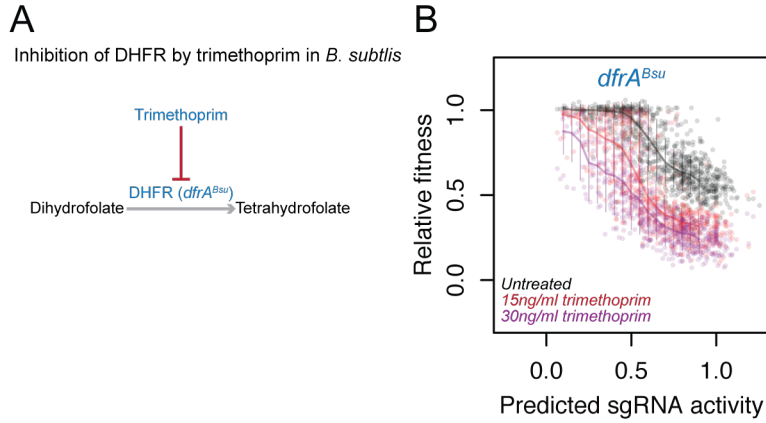 A
Inhibition of DHFR by trimethoprim in B. subtlis
Trimethoprim
DHFR (dfrA^Bsu)
Dihydrofolate
Tetrahydrofolate
B
dfrA^Bsu
Relative fitness
1.0
0.5
0.0
Untreated
15ng/ml trimethoprim
30ng/ml trimethoprim
0.0 0.5 1.0
Predicted sgRNA activity